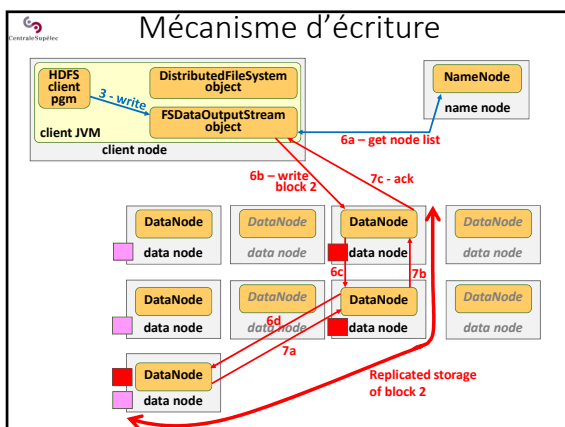 CentraleSupélec
Mécanisme d'écriture
HDFS
client
pgm
3 - write
DistributedFileSystem
object
FSDataOutputStream
object
client JVM
client node
NameNode
name node
6a – get node list
6b – write
block 2
7c - ack
DataNode
data node
DataNode
data node
DataNode
data node
DataNode
data node
6c
7b
DataNode
data node
DataNode
data node
DataNode
data node
DataNode
data node
6d
7a
DataNode
data node
Replicated storage
of block 2